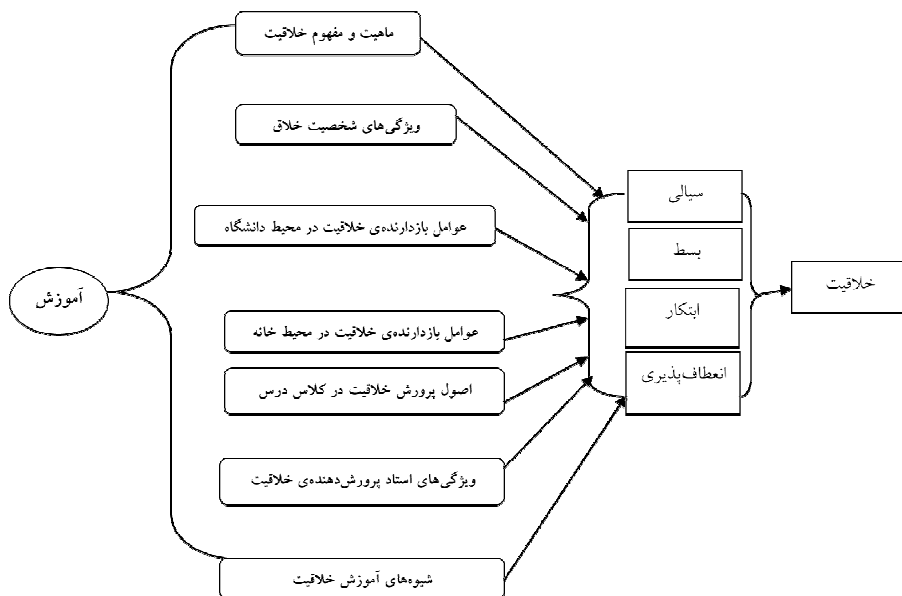 ماهیت و مفهوم خلاقیت
ویژگی‌های شخصیت خلاق
عوامل بازدارنده‌ی خلاقیت در محیط دانشگاه
عوامل بازدارنده‌ی خلاقیت در محیط خانه
اصول پرورش خلاقیت در کلاس درس
ویژگی‌های استاد پرورش‌دهنده‌ی خلاقیت
شیوه‌های آموزش خلاقیت
آموزش
سیالی
بسط
ابتکار
انعطاف‌پذیری
خلاقیت